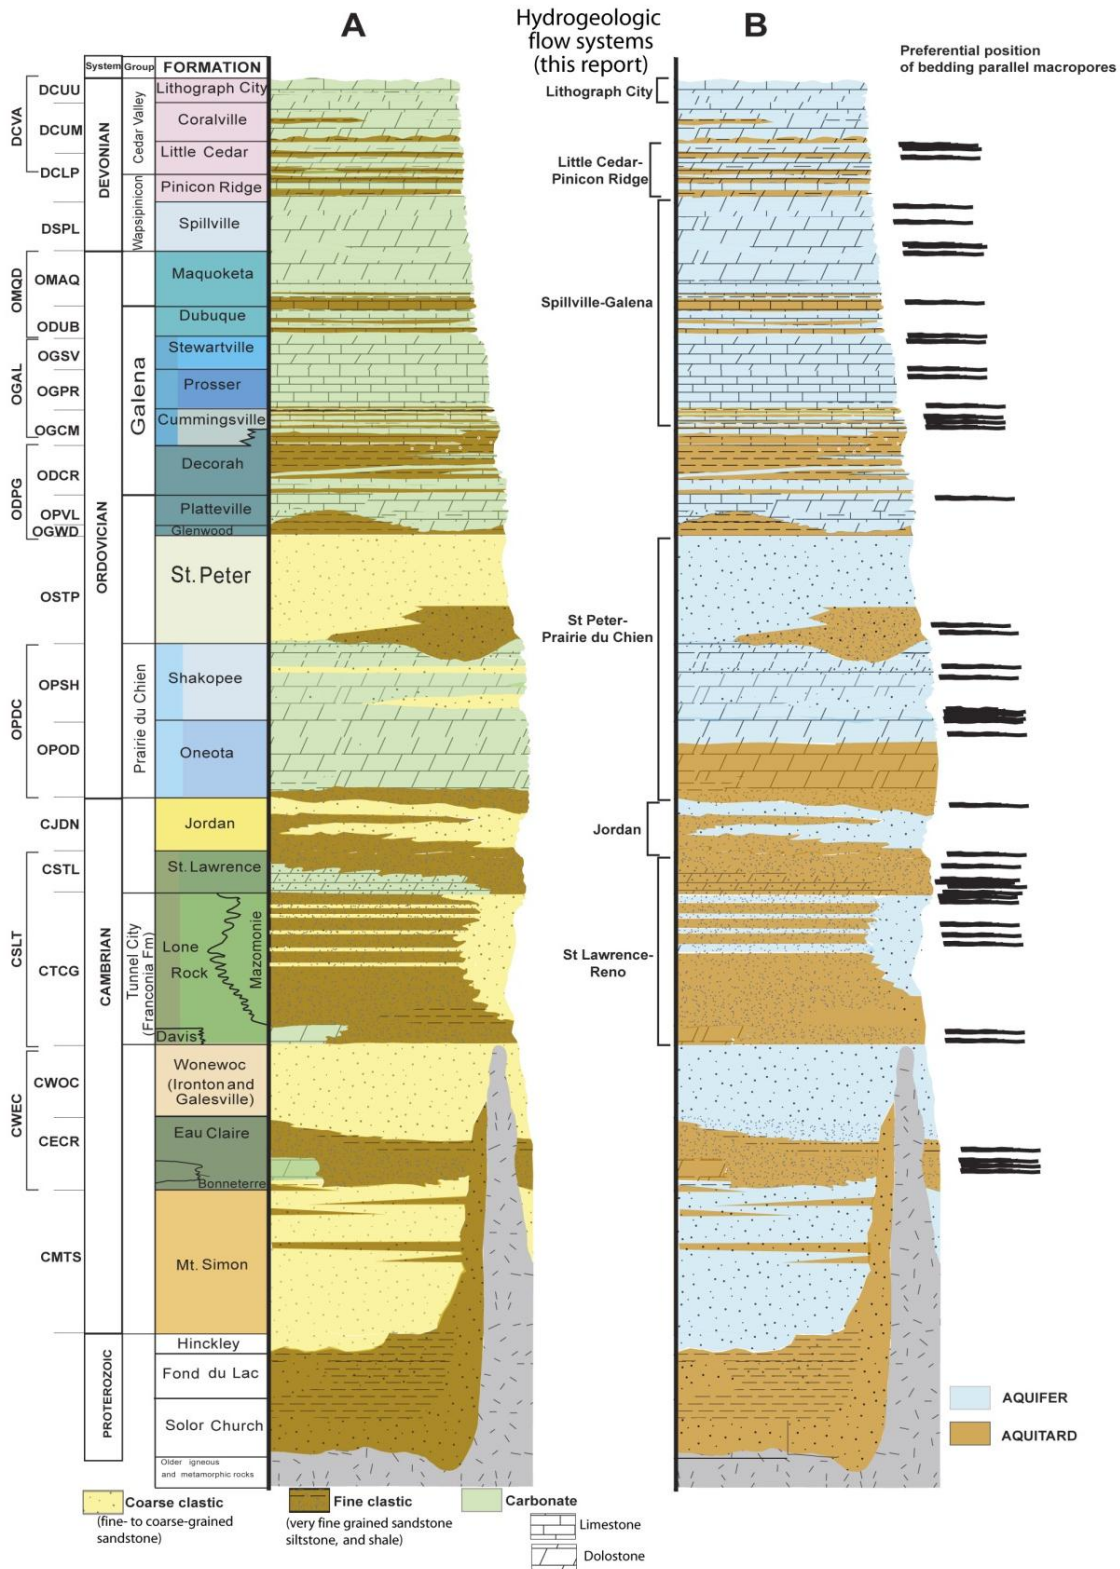 A
Hydrogeologic
flow systems
(this report)
B
Preferential position
of bedding parallel macropores
System
Group
FORMATION
DCVA
DCUU
DCUM
DCLP
DSPL
OMQD
OMAQ
ODUB
OGAL
OGSV
OGPR
OGCM
ODPG
ODCR
OPVL
OGWD
OSTP
OPDC
OPSH
OPOD
CJDN
CSLT
CSTL
CTCG
CWEC
CWOC
CECR
CMTS
DEVONIAN
ORDOVICIAN
CAMBRIAN
PROTEROZOIC
Cedar Valley
Wapsipinicon
Galena
Prairie du Chien
Tunnel City
(Franconia Fm)
Lithograph City
Coralville
Little Cedar
Pinicon Ridge
Spillville
Maquoketa
Dubuque
Stewartville
Prosser
Cummingsville
Decorah
Platteville
Glenwood
St. Peter
Shakopee
Oneota
Jordan
St. Lawrence
Lone
Rock
Mazomonie
Davis
Wonewoc
(Ironton and
Galesville)
Eau Claire
Bonneterre
Mt. Simon
Hinckley
Fond du Lac
Solor Church
Older igneous
and metamorphic rocks
Lithograph City
Little Cedar-
Pinicon Ridge
Spillville-Galena
St Peter-
Prairie du Chien
Jordan
St Lawrence-
Reno
AQUIFER
AQUITARD
Coarse clastic
(fine- to coarse-grained
sandstone)
Fine clastic
(very fine grained sandstone
siltstone, and shale)
Carbonate
Limestone
Dolostone